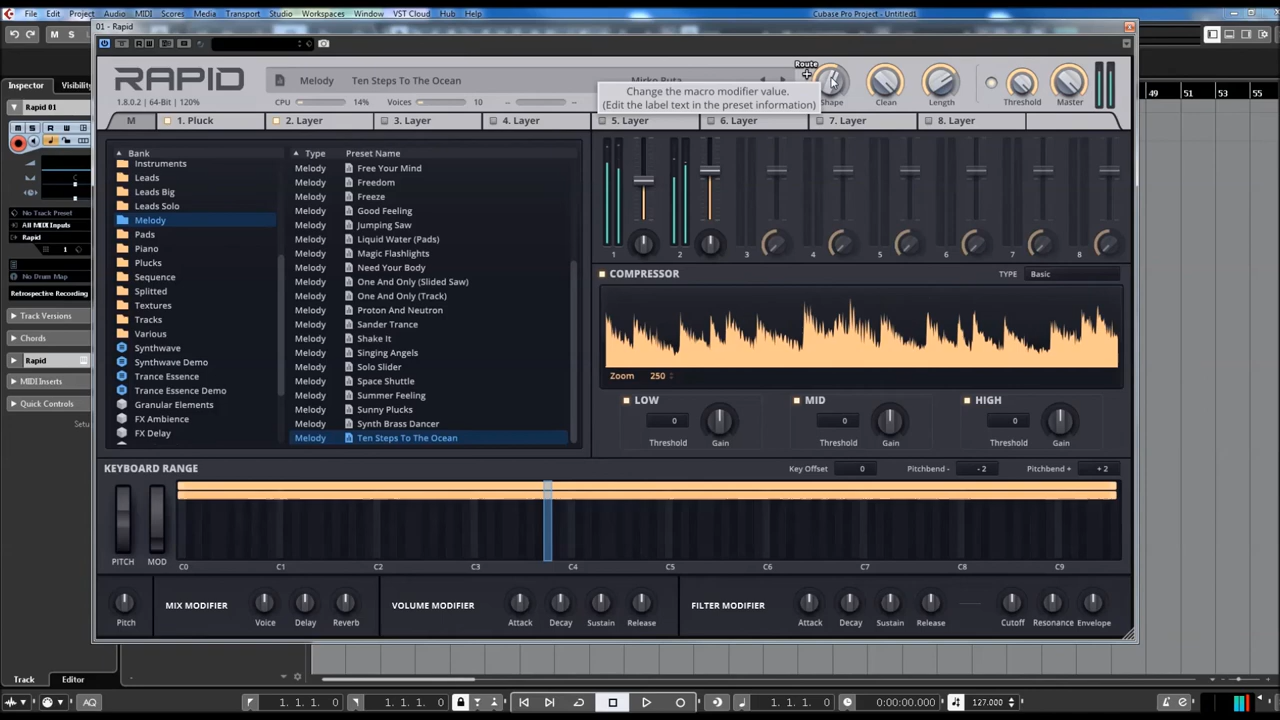 File Edit Project Audio MIDI Scores Media Transport Studio Workspaces Window VST Cloud Hub Help Cubase Pro Project - Untitled1
01 - Rapid
M S
Inspector Visibility
Rapid 01
No Track Preset
All MIDI Inputs
Rapid
1
No Drum Map
Retrospective Recording
Track Versions
Chords
Rapid
MIDI Inserts
Quick Controls
RAPID
1.8.0.2 | 64-Bit | 120%
Melody Ten Steps To The Ocean Mirko Ruta
CPU 14% Voices 10
Route
Change the macro modifier value.
(Edit the label text in the preset information)
Shape Clean Length Threshold Master
M 1. Pluck 2. Layer 3. Layer 4. Layer 5. Layer 6. Layer 7. Layer 8. Layer
49 51 53 55
Bank Type Preset Name
Instruments Melody Free Your Mind
Leads Melody Freedom
Leads Big Melody Freeze
Leads Solo Melody Good Feeling
Melody Melody Jumping Saw
Pads Melody Liquid Water (Pads)
Piano Melody Magic Flashlights
Plucks Melody Need Your Body
Sequence Melody One And Only (Slided Saw)
Splitted Melody One And Only (Track)
Textures Melody Proton And Neutron
Tracks Melody Sander Trance
Various Melody Shake It
Synthwave Melody Singing Angels
Synthwave Demo Melody Solo Slider
Trance Essence Melody Space Shuttle
Trance Essence Demo Melody Summer Feeling
Granular Elements Melody Sunny Plucks
FX Ambience Melody Synth Brass Dancer
FX Delay Melody Ten Steps To The Ocean
1 2 3 4 5 6 7 8
COMPRESSOR TYPE Basic
Zoom 250
LOW MID HIGH
0 0 0
Threshold Gain Threshold Gain Threshold Gain
KEYBOARD RANGE Key Offset 0 Pitchbend - - 2 Pitchbend + + 2
PITCH MOD
C0 C1 C2 C3 C4 C5 C6 C7 C8 C9
MIX MODIFIER VOLUME MODIFIER FILTER MODIFIER
Pitch Voice Delay Reverb Attack Decay Sustain Release Attack Decay Sustain Release Cutoff Resonance Envelope
Track Editor
AQ 1. 1. 1. 0 1. 1. 1. 0 1. 1. 1. 0 0:00:00.000 127.000